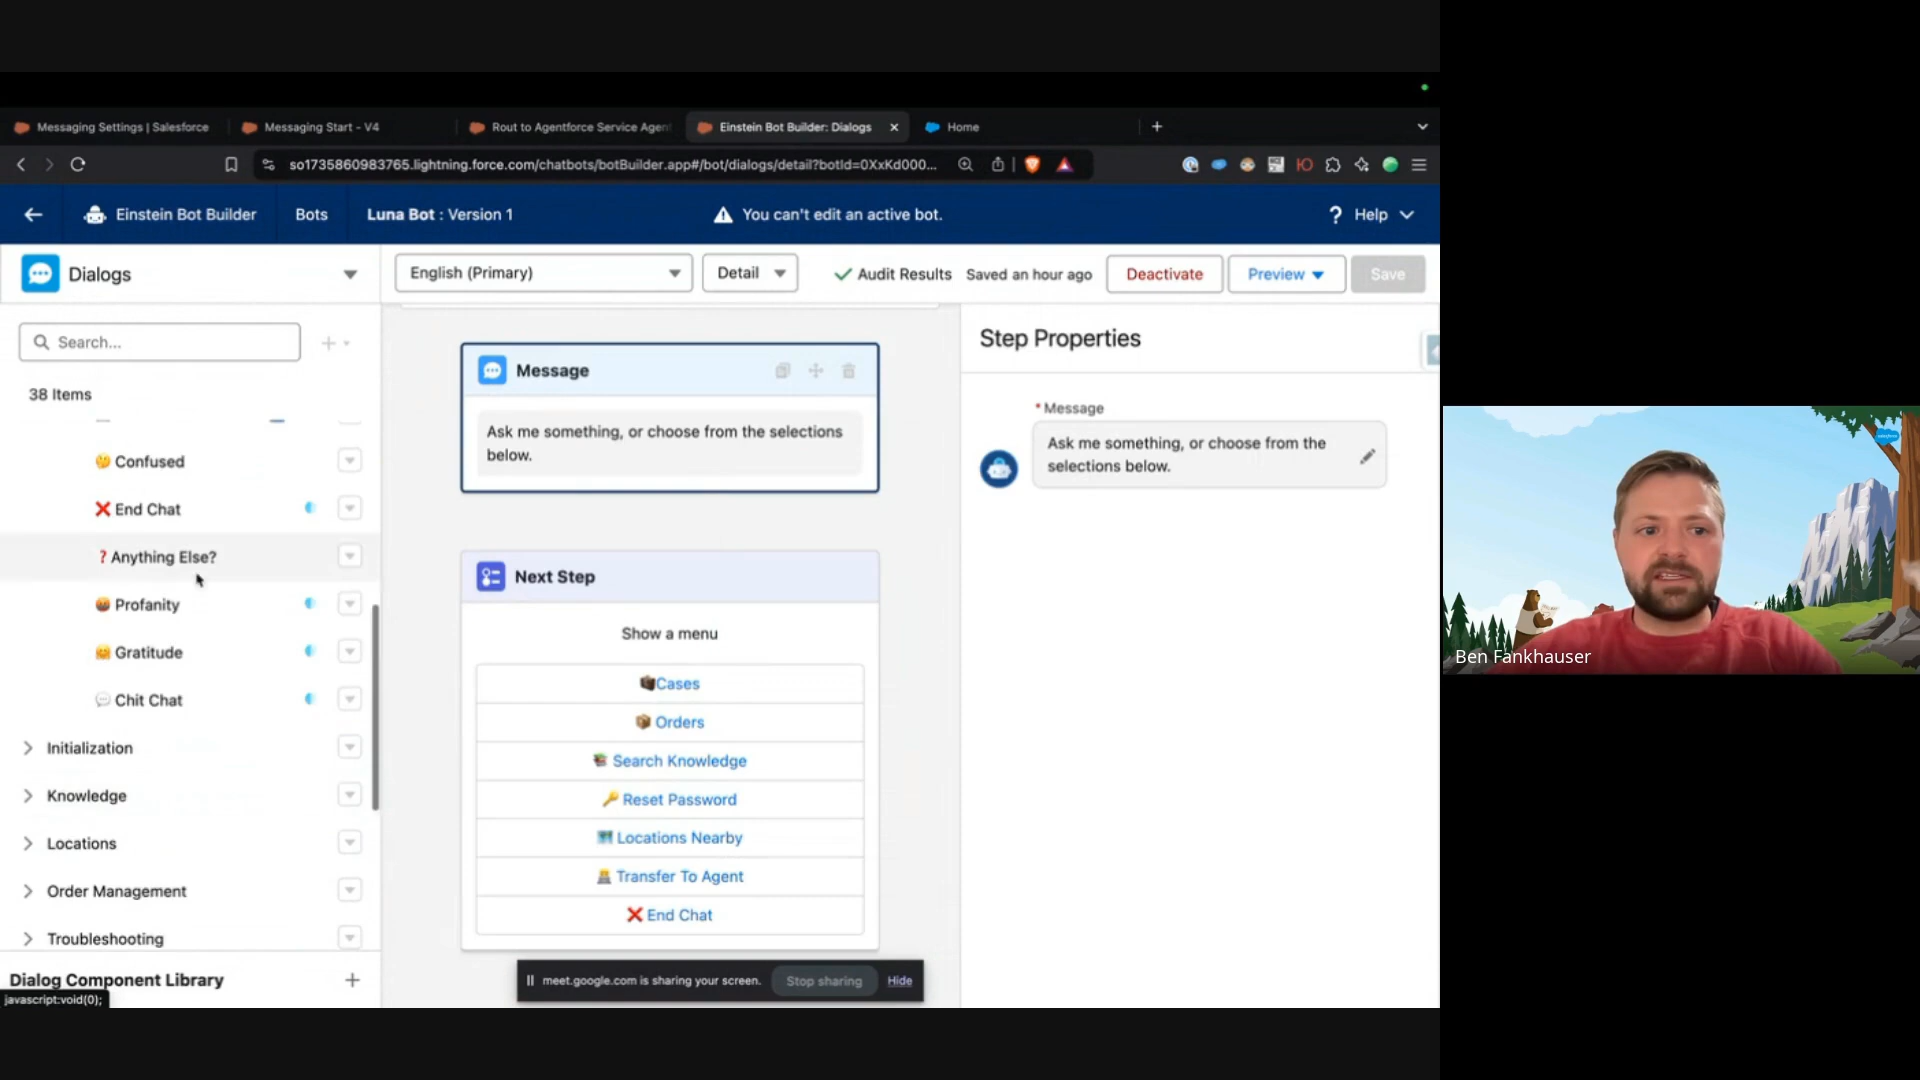 Messaging Settings | Salesforce
Messaging Start - V4
Rout to Agentforce Service Agent
Einstein Bot Builder: Dialogs
Home
so1735860983765.lightning.force.com/chatbots/botBuilder.app#/bot/dialogs/detail?botId=0XxKd000...
Einstein Bot Builder
Bots
Luna Bot : Version 1
You can't edit an active bot.
? Help
Dialogs
English (Primary)
Detail
Audit Results
Saved an hour ago
Deactivate
Preview
Save
Search...
38 Items
Confused
End Chat
Anything Else?
Profanity
Gratitude
Chit Chat
Initialization
Knowledge
Locations
Order Management
Troubleshooting
Dialog Component Library
javascript:void(0);
Message
Ask me something, or choose from the selections
below.
Next Step
Show a menu
Cases
Orders
Search Knowledge
Reset Password
Locations Nearby
Transfer To Agent
End Chat
meet.google.com is sharing your screen.
Stop sharing
Hide
Step Properties
* Message
Ask me something, or choose from the
selections below.
Ben Fankhauser